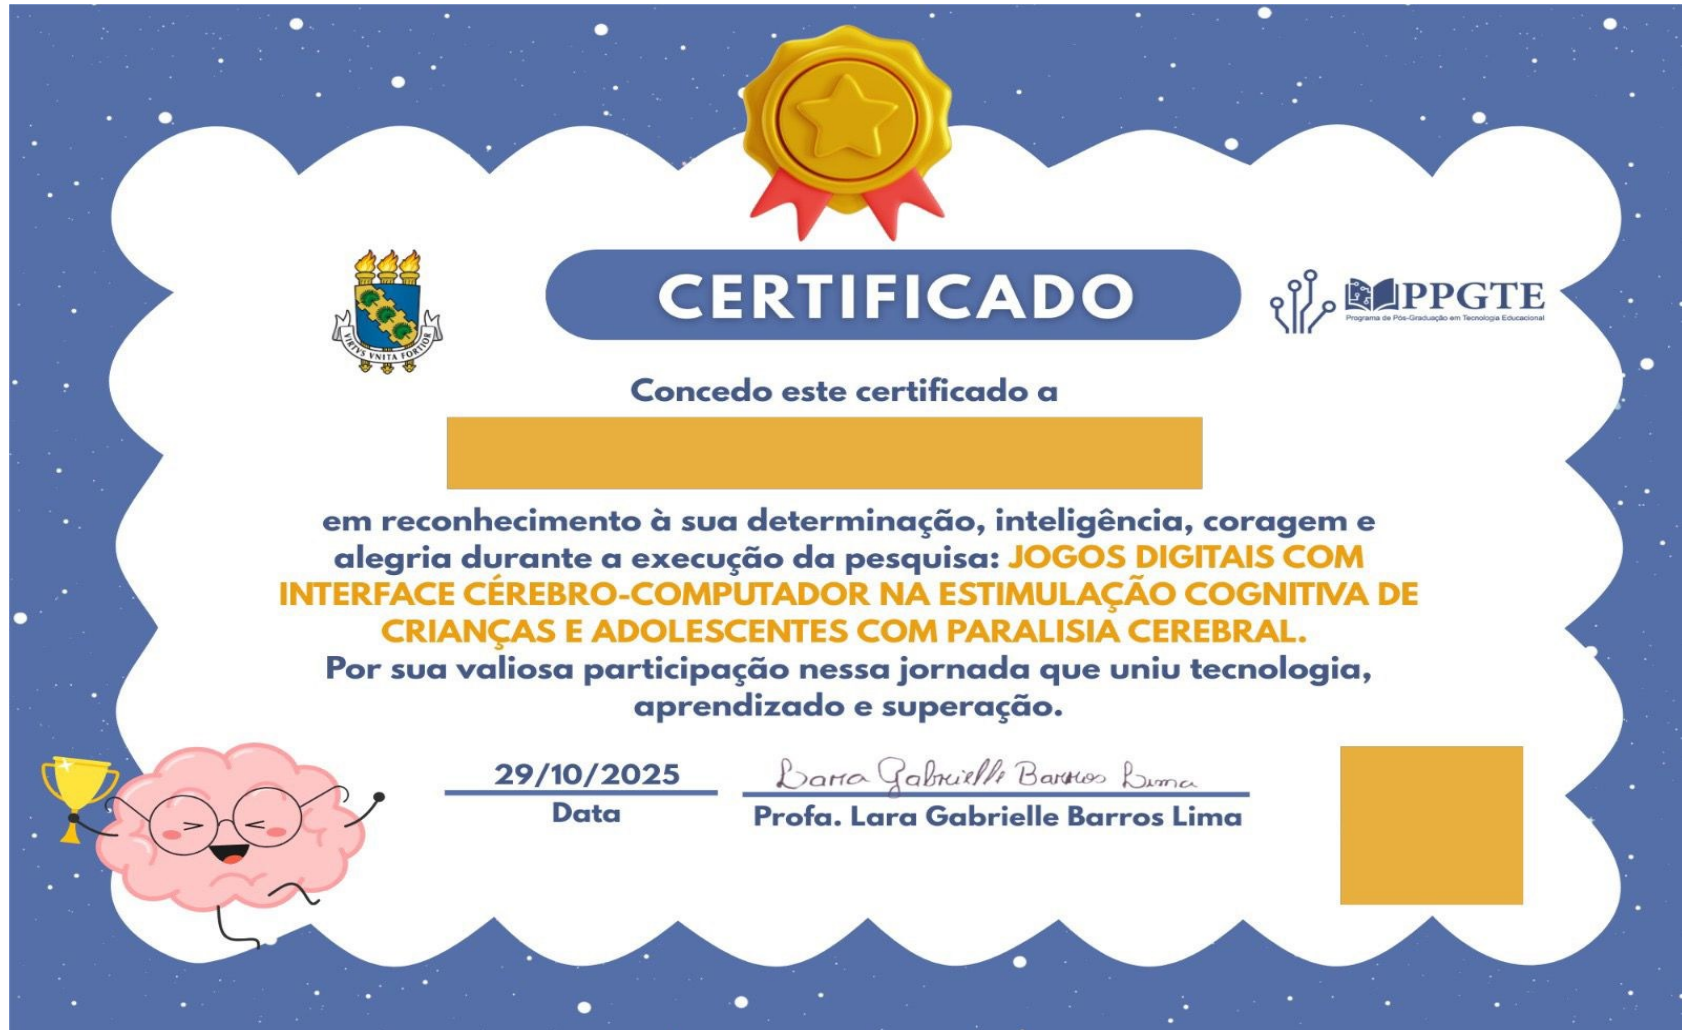 CERTIFICADO
VIRTVS VNITA FORTIOR
PPGTE
Programa de Pós-Graduação em Tecnologia Educacional
Concedo este certificado a
em reconhecimento à sua determinação, inteligência, coragem e
alegria durante a execução da pesquisa: JOGOS DIGITAIS COM
INTERFACE CÉREBRO-COMPUTADOR NA ESTIMULAÇÃO COGNITIVA DE
CRIANÇAS E ADOLESCENTES COM PARALISIA CEREBRAL.
Por sua valiosa participação nessa jornada que uniu tecnologia,
aprendizado e superação.
29/10/2025
Data
Lara Gabrielle Barros Lima
Profa. Lara Gabrielle Barros Lima